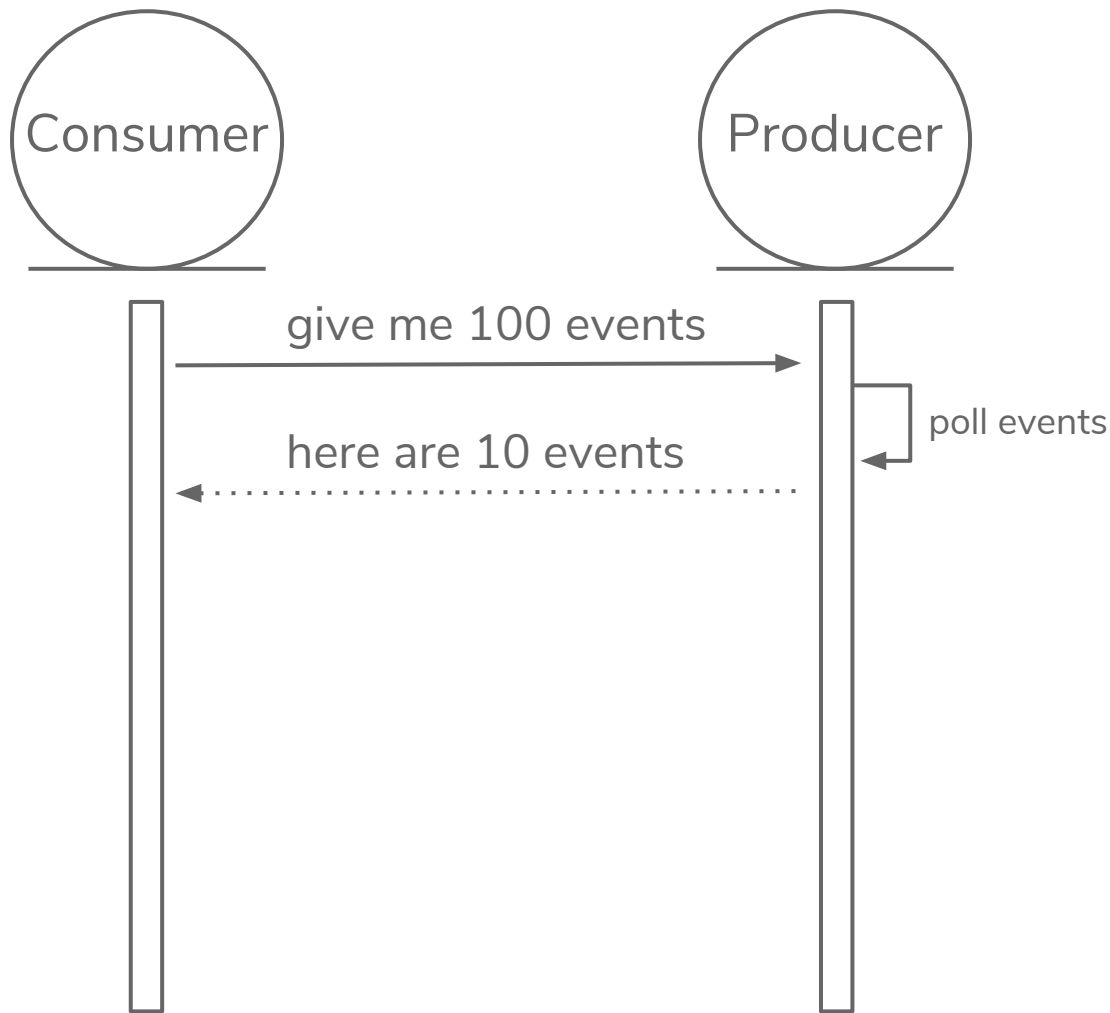 Consumer
Producer
give me 100 events
poll events
here are 10 events